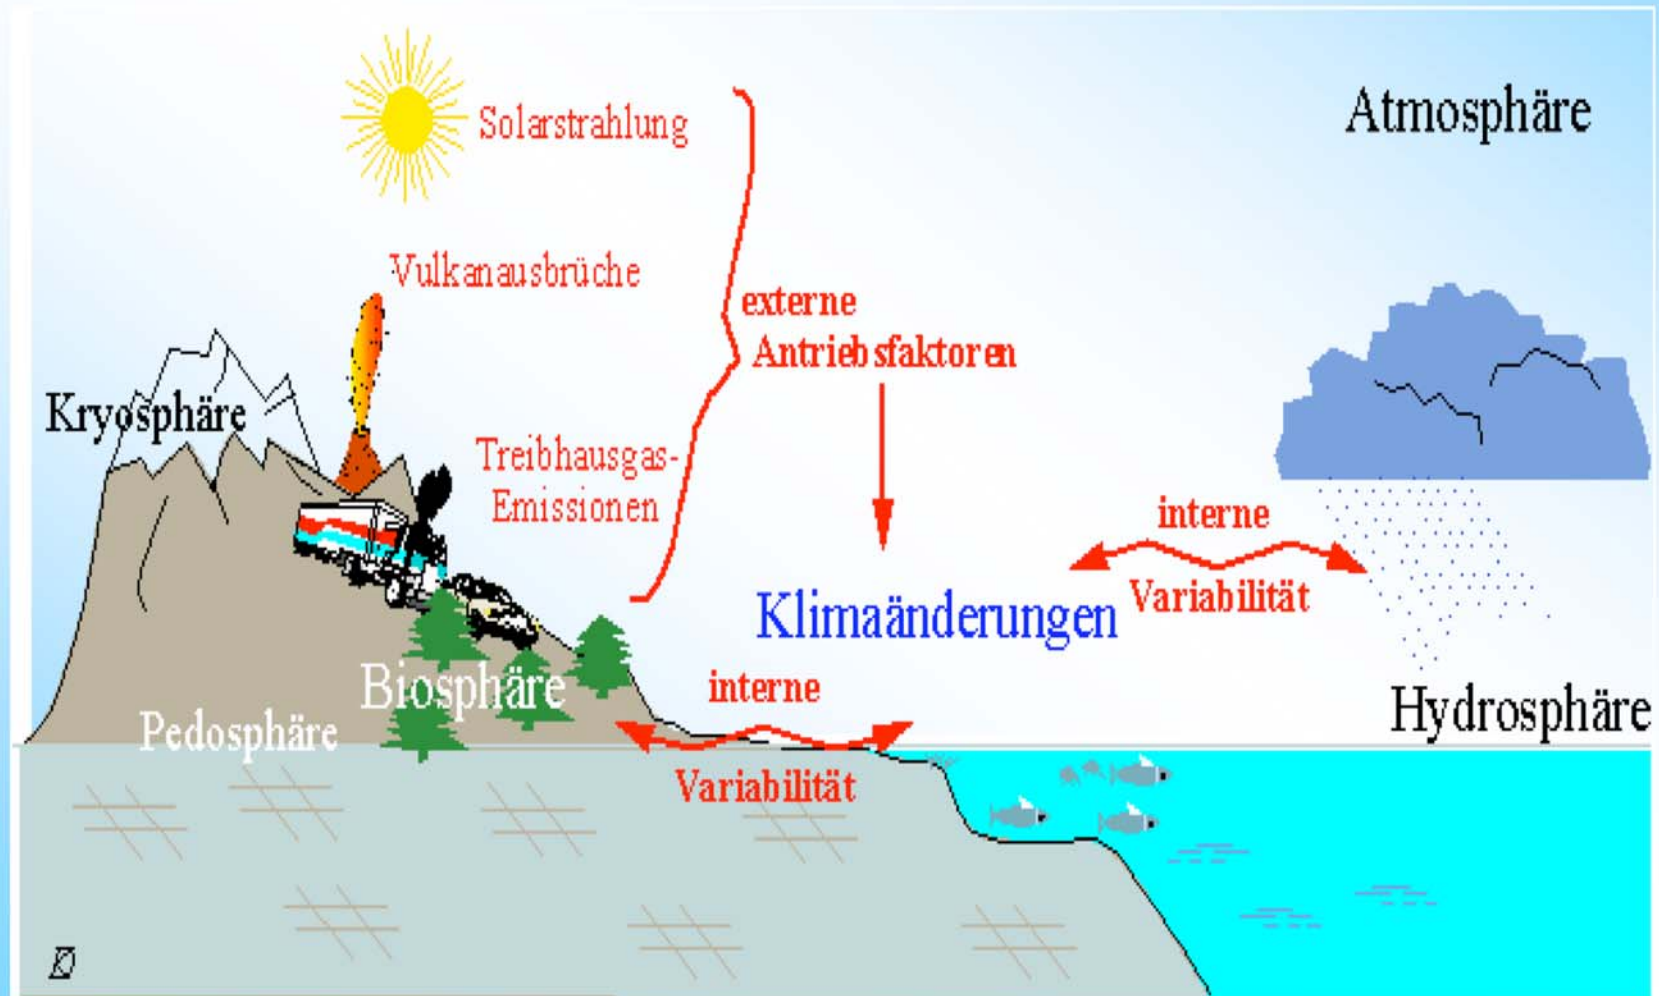 Solarstrahlung
Atmosphäre
Vulkanausbrüche
externe
Antriebsfaktoren
Kryosphäre
Treibhausgas-
Emissionen
interne
Variabilität
Klimaänderungen
Biosphäre
interne
Hydrosphäre
Pedosphäre
Variabilität